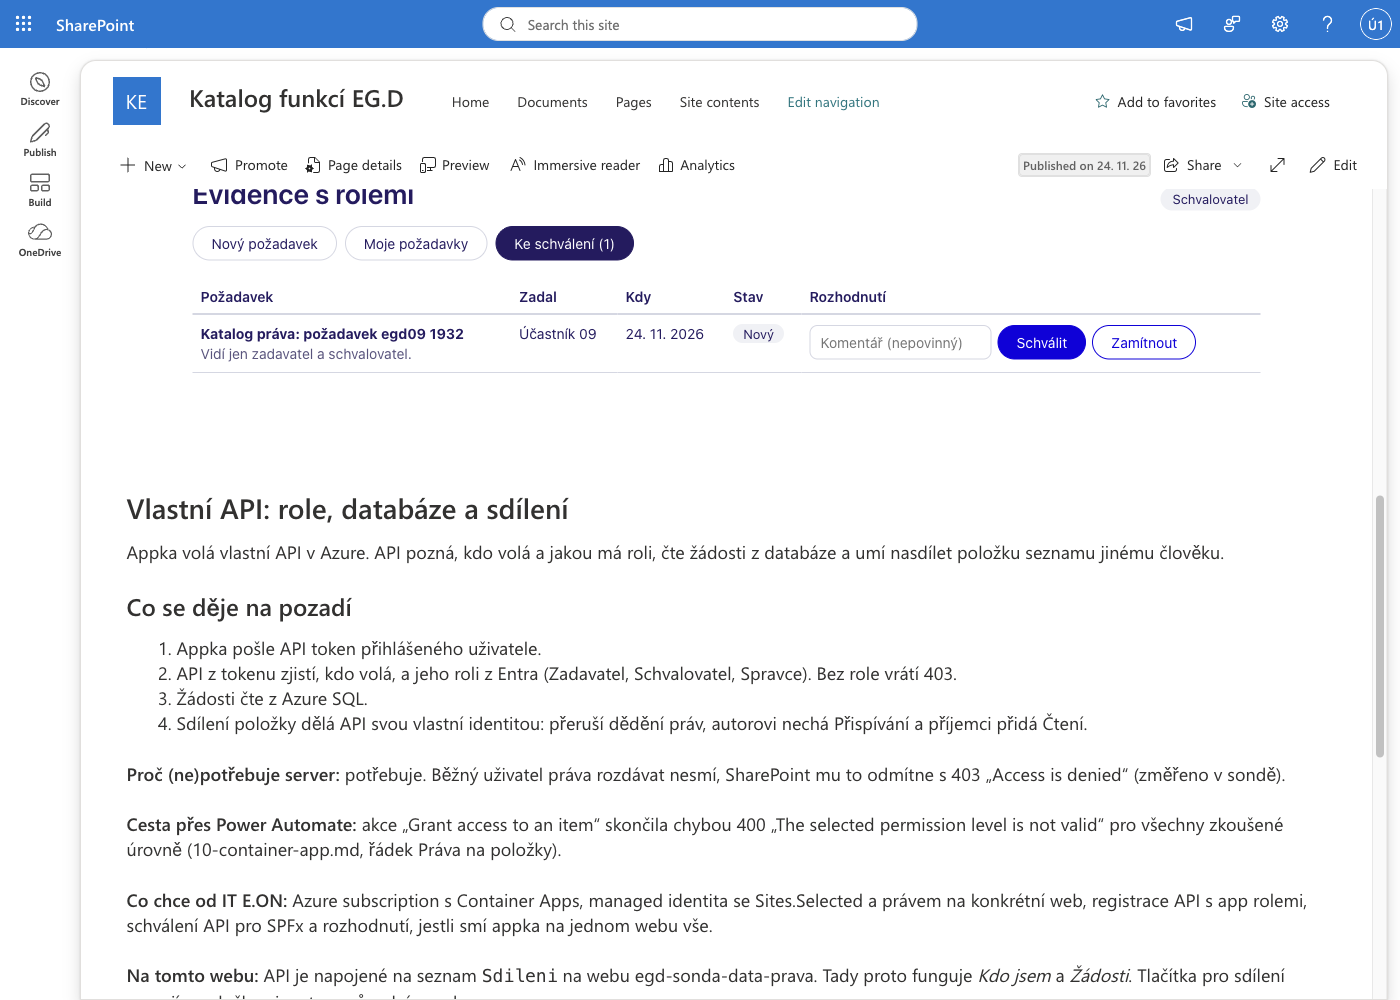 SharePoint
Search this site
Ú1
Discover
Publish
Build
OneDrive
KE
Katalog funkcí EG.D
Home
Documents
Pages
Site contents
Edit navigation
Add to favorites
Site access
New
Promote
Page details
Preview
Immersive reader
Analytics
Published on 24. 11. 26
Share
Edit
Evidence s rolemi
Schvalovatel
Nový požadavek
Moje požadavky
Ke schválení (1)
Požadavek Zadal Kdy Stav Rozhodnutí
Katalog práva: požadavek egd09 1932 Účastník 09 24. 11. 2026 Nový Komentář (nepovinný) Schválit Zamítnout
Vidí jen zadavatel a schvalovatel.
Vlastní API: role, databáze a sdílení
Appka volá vlastní API v Azure. API pozná, kdo volá a jakou má roli, čte žádosti z databáze a umí nasdílet položku seznamu jinému člověku.
Co se děje na pozadí
1. Appka pošle API token přihlášeného uživatele.
2. API z tokenu zjistí, kdo volá, a jeho roli z Entra (Zadavatel, Schvalovatel, Spravce). Bez role vrátí 403.
3. Žádosti čte z Azure SQL.
4. Sdílení položky dělá API svou vlastní identitou: přeruší dědění práv, autorovi nechá Přispívání a příjemci přidá Čtení.
Proč (ne)potřebuje server: potřebuje. Běžný uživatel práva rozdávat nesmí, SharePoint mu to odmítne s 403 „Access is denied“ (změřeno v sondě).
Cesta přes Power Automate: akce „Grant access to an item“ skončila chybou 400 „The selected permission level is not valid“ pro všechny zkoušené
úrovně (10-container-app.md, řádek Práva na položky).
Co chce od IT E.ON: Azure subscription s Container Apps, managed identita se Sites.Selected a právem na konkrétní web, registrace API s app rolemi,
schválení API pro SPFx a rozhodnutí, jestli smí appka na jednom webu vše.
Na tomto webu: API je napojené na seznam Sdileni na webu egd-sonda-data-prava. Tady proto funguje Kdo jsem a Žádosti. Tlačítka pro sdílení